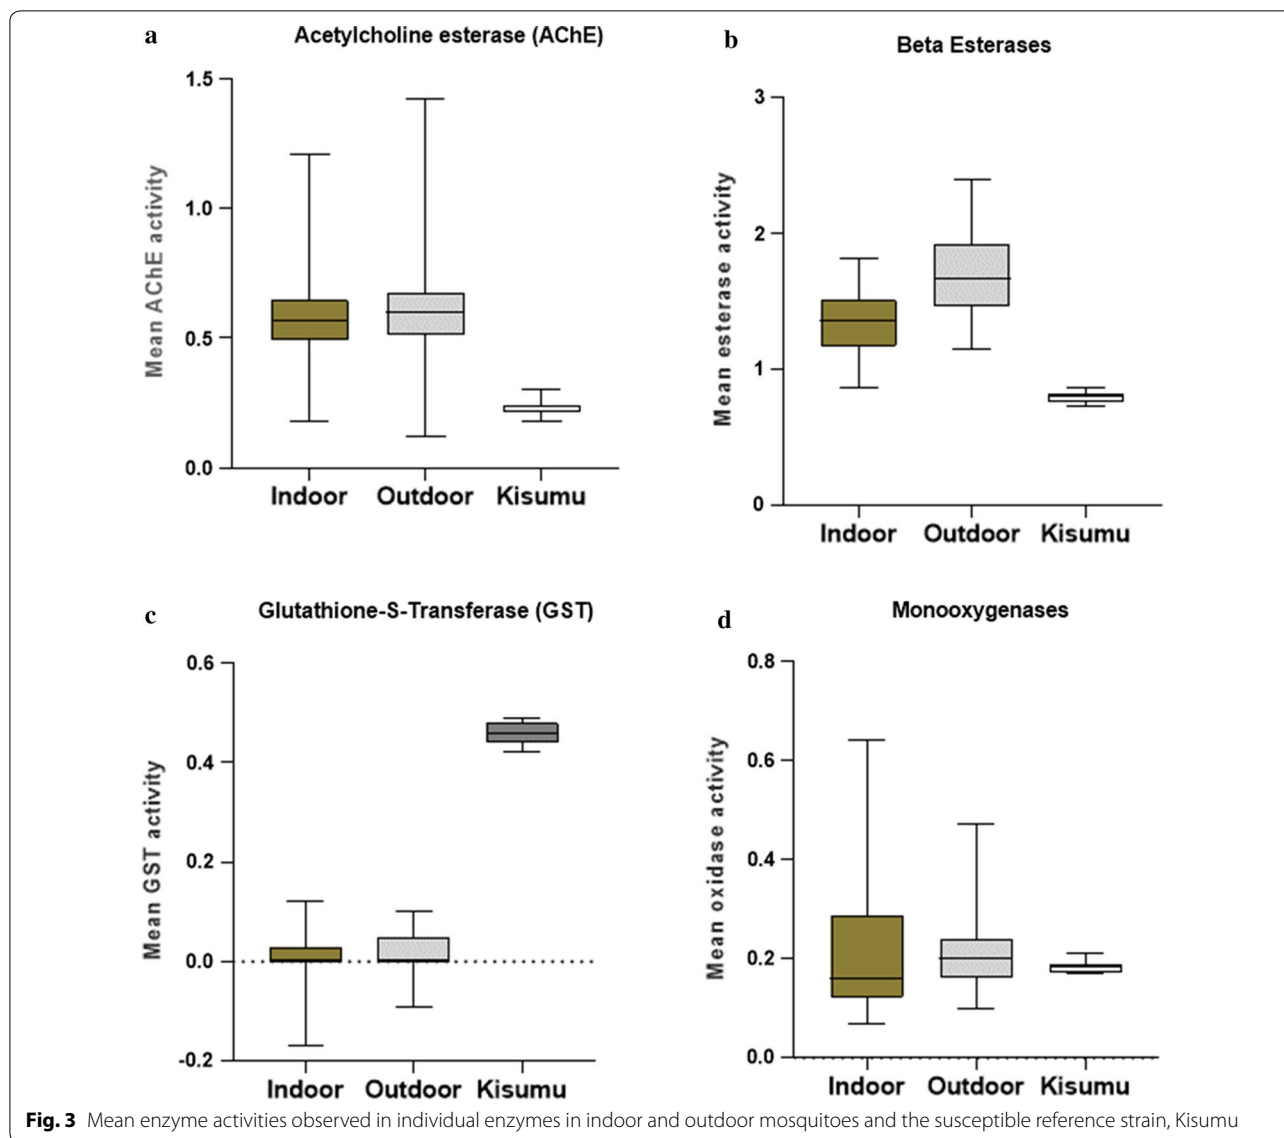 a
Acetylcholine esterase (AChE)
Mean AChE activity
1.5
1.0
0.5
0.0
Indoor Outdoor Kisumu
b
Beta Esterases
Mean esterase activity
3
2
1
0
Indoor Outdoor Kisumu
c
Glutathione-S-Transferase (GST)
Mean GST activity
0.6
0.4
0.2
0.0
-0.2
Indoor Outdoor Kisumu
d
Monooxygenases
Mean oxidase activity
0.8
0.6
0.4
0.2
0.0
Indoor Outdoor Kisumu
Fig. 3 Mean enzyme activities observed in individual enzymes in indoor and outdoor mosquitoes and the susceptible reference strain, Kisumu